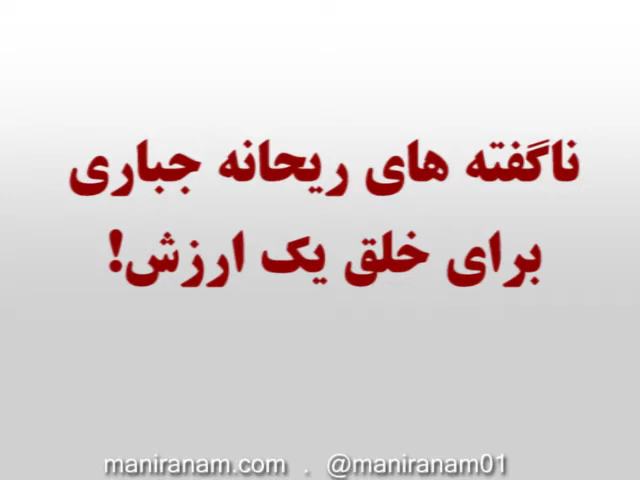 ناگفته های ریحانه جباری
برای خلق یک ارزش!
maniranam.com . @maniranam01